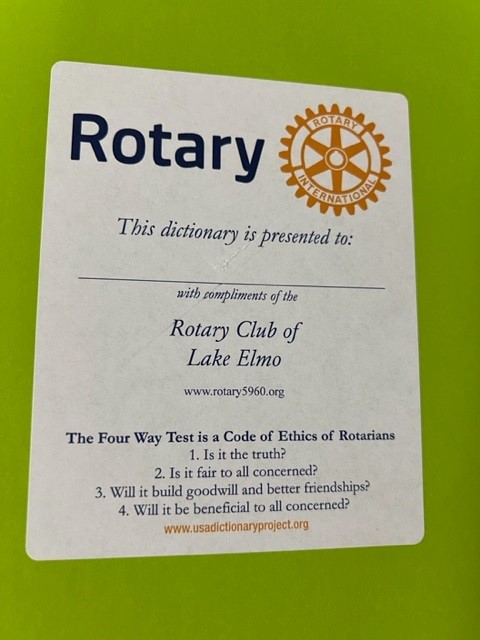 Rotary
ROTARY
INTERNATIONAL
This dictionary is presented to:
with compliments of the
Rotary Club of
Lake Elmo
www.rotary5960.org
The Four Way Test is a Code of Ethics of Rotarians
1. Is it the truth?
2. Is it fair to all concerned?
3. Will it build goodwill and better friendships?
4. Will it be beneficial to all concerned?
www.usadictionaryproject.org